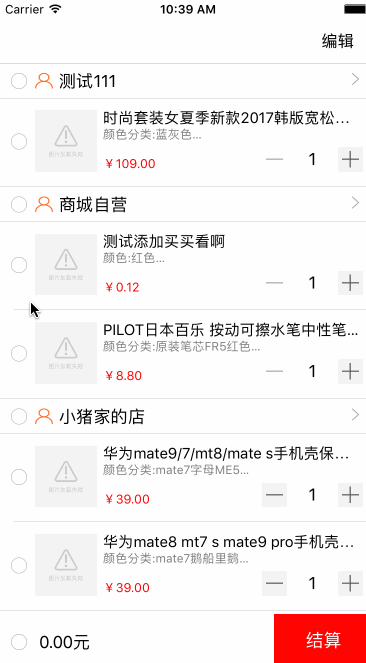 Carrier 10:39 AM
编辑
测试111
时尚套装女夏季新款2017韩版宽松...
颜色分类:蓝灰色...
￥109.00 1
商城自营
测试添加买买看啊
颜色:红色...
￥0.12 1
PILOT日本百乐 按动可擦水笔中性笔...
颜色分类:原装笔芯FR5红色...
￥8.80 1
小猪家的店
华为mate9/7/mt8/mate s手机壳保...
颜色分类:mate7字母ME5...
￥39.00 1
华为mate8 mt7 s mate9 pro手机壳...
颜色分类:mate7鹅船里鹅...
￥39.00 1
0.00元 结算